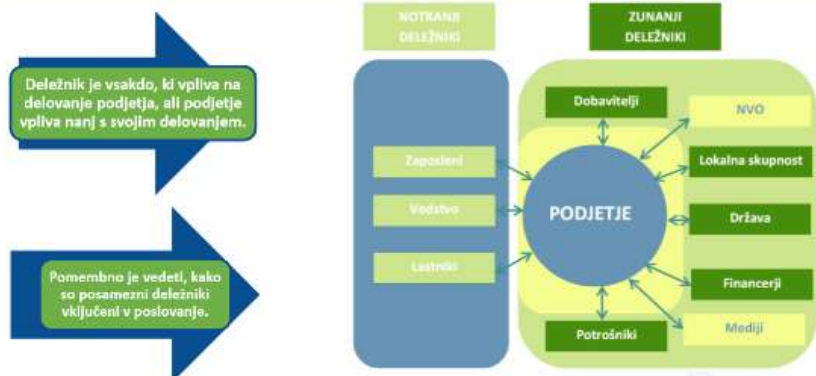 Deležnik je vsakdo, ki vpliva na
delovanje podjetja, ali podjetje
vpliva nanj s svojim delovanjem.
Pomembno je vedeti, kako
so posamezni deležniki
vključeni v poslovanje.
NOTRANJI
DELEŽNIKI
ZUNANJI
DELEŽNIKI
Zaposleni
Vodstvo
Lastniki
PODJETJE
Dobavitelji
NVO
Lokalna skupnost
Država
Financerji
Mediji
Potrošniki